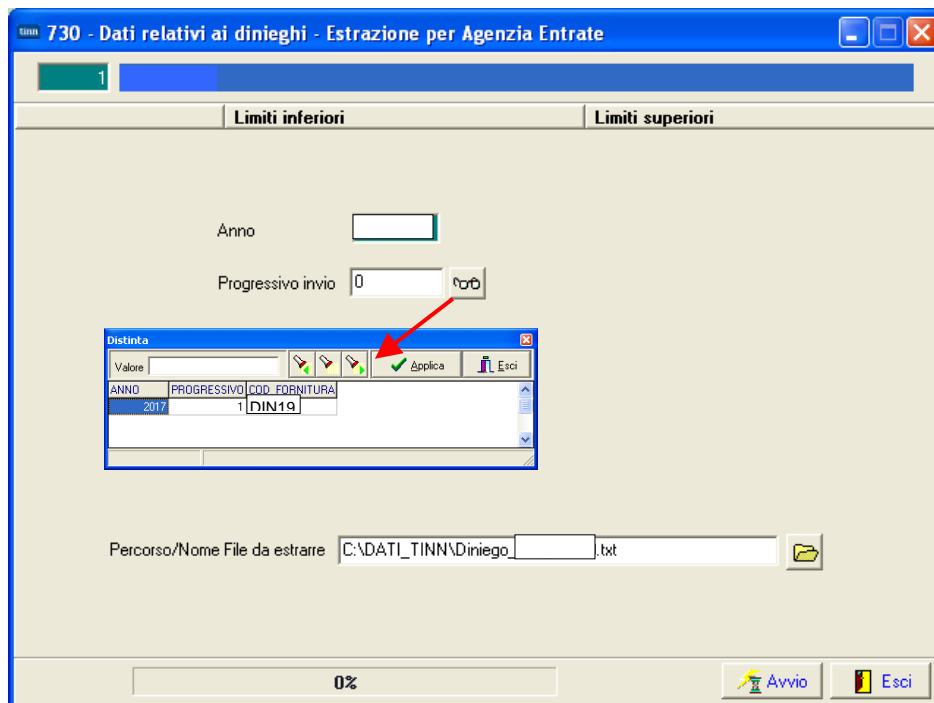 tinn 730 - Dati relativi ai dinieghi - Estrazione per Agenzia Entrate
1
Limiti inferiori Limiti superiori
Anno
Progressivo invio 0
Distinta
Valore Applica Esci
ANNO PROGRESSIVO COD_FORNITURA
2017 1 DIN19
Percorso/Nome File da estrarre C:\DATI_TINN\Diniego_ .txt
0% Avvio Esci